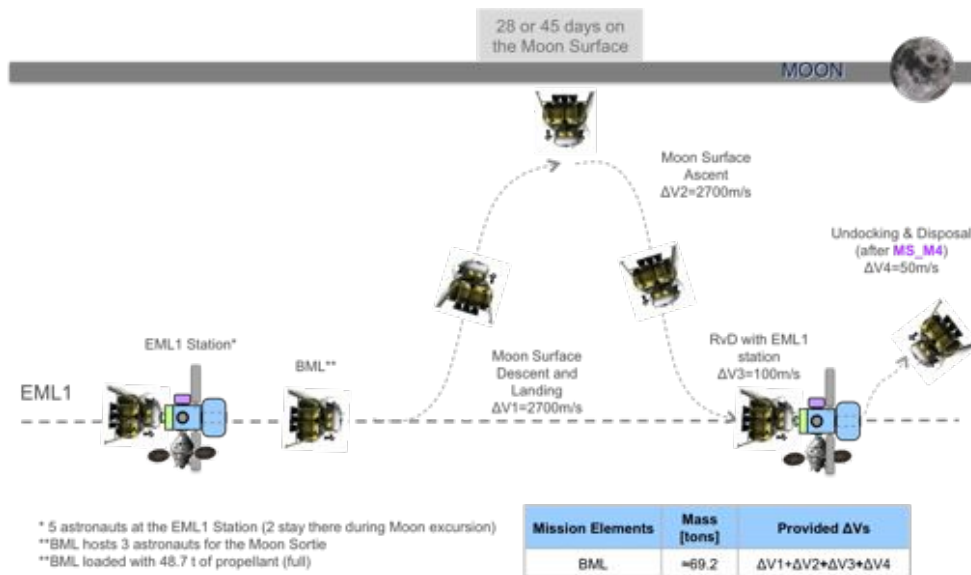 28 or 45 days on
the Moon Surface
MOON
Moon Surface
Ascent
ΔV2=2700m/s
Undocking & Disposal
(after MS_M4)
ΔV4=50m/s
EML1 Station*
BML**
Moon Surface
Descent and
Landing
ΔV1=2700m/s
RvD with EML1
station
ΔV3=100m/s
EML1
* 5 astronauts at the EML1 Station (2 stay there during Moon excursion)
**BML hosts 3 astronauts for the Moon Sortie
**BML loaded with 48.7 t of propellant (full)
Mission Elements Mass [tons] Provided ΔVs
BML ≈69.2 ΔV1+ΔV2+ΔV3+ΔV4